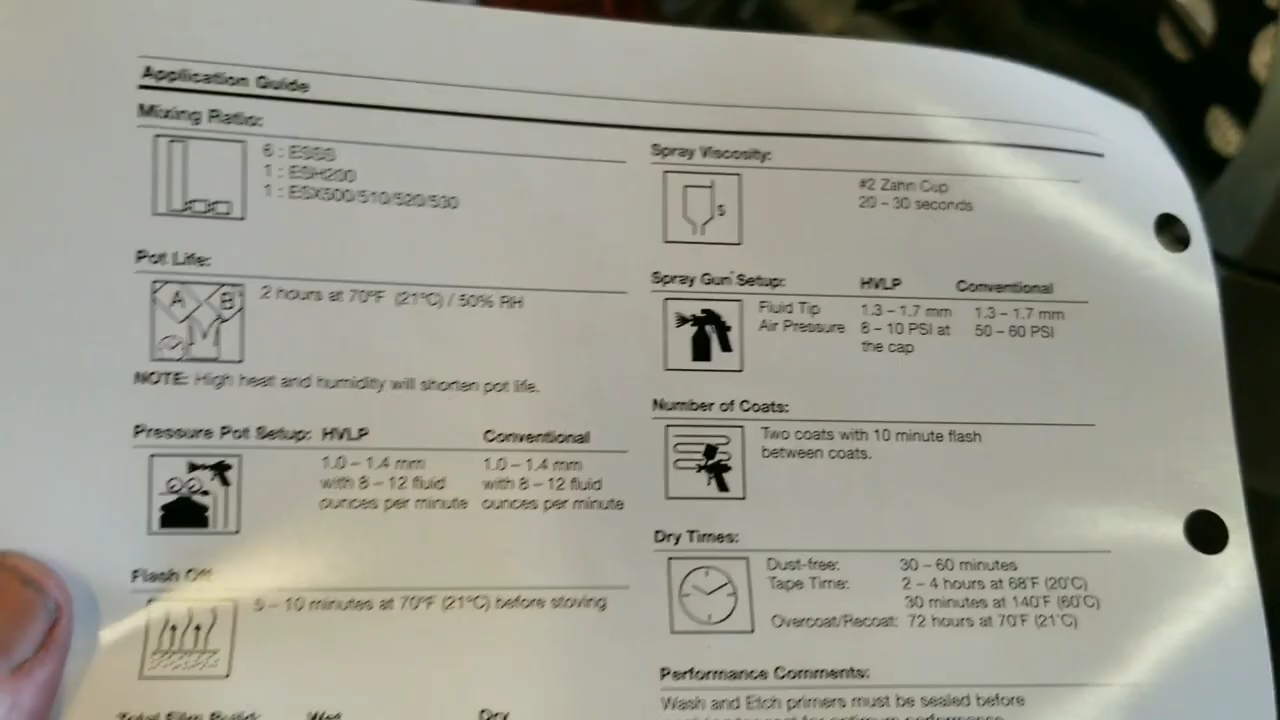 Application Guide
Mixing Ratio:
6 : ESSS
1 : ESH200
1 : ESX500/510/520/530
Pot Life:
A B
2 hours at 70°F (21°C) / 50% RH
NOTE: High heat and humidity will shorten pot life.
Pressure Pot Setup: HVLP Conventional
1.0 – 1.4 mm 1.0 – 1.4 mm
with 8 – 12 fluid with 8 – 12 fluid
ounces per minute ounces per minute
Flash Off
5 – 10 minutes at 70°F (21°C) before stoving
Total Film Build: Wet Dry
Spray Viscosity:
S
#2 Zahn Cup
20 – 30 seconds
Spray Gun Setup: HVLP Conventional
Fluid Tip 1.3 – 1.7 mm 1.3 – 1.7 mm
Air Pressure 8 – 10 PSI at 50 – 60 PSI
the cap
Number of Coats:
Two coats with 10 minute flash
between coats.
Dry Times:
Dust-free: 30 – 60 minutes
Tape Time: 2 – 4 hours at 68°F (20°C)
30 minutes at 140°F (60°C)
Overcoat/Recoat: 72 hours at 70°F (21°C)
Performance Comments:
Wash and Etch primers must be sealed before